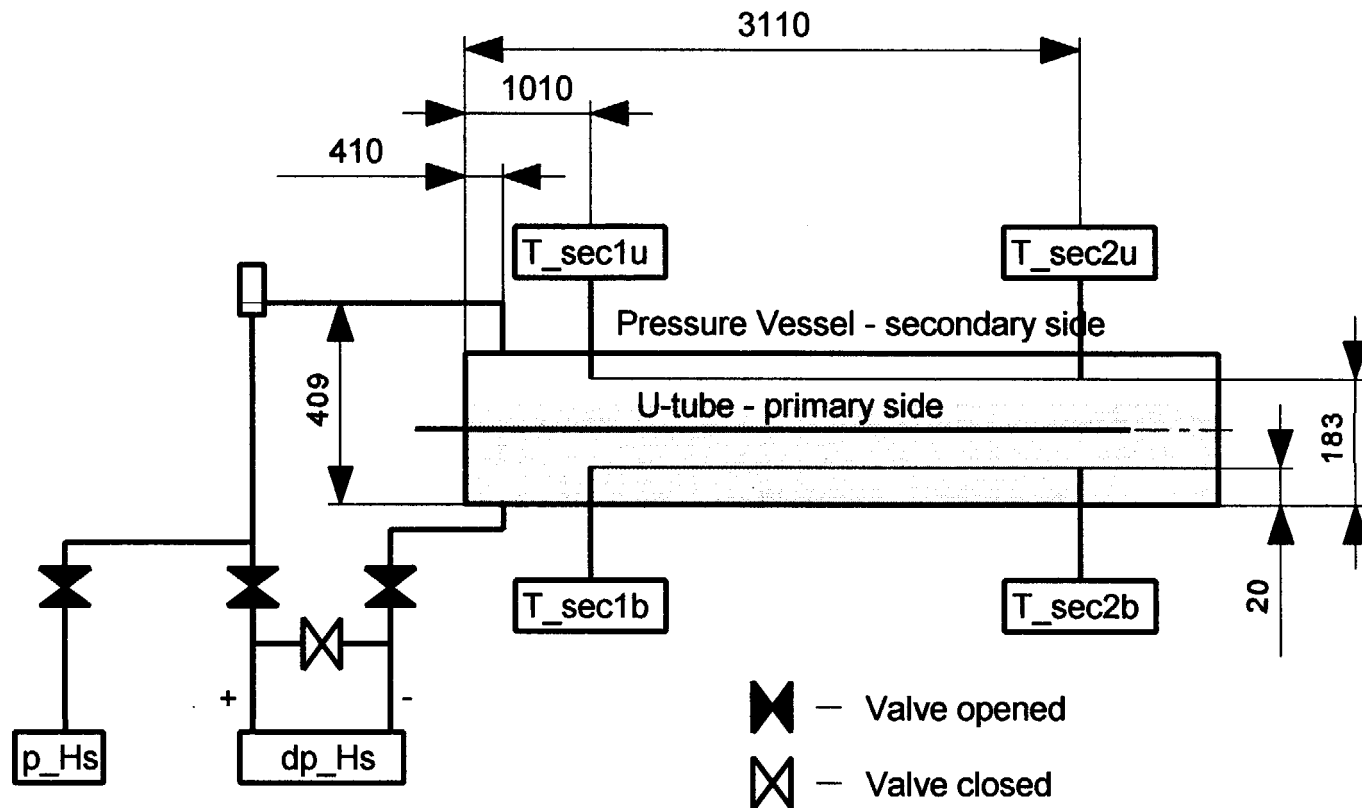 3110
1010
410
T_sec1u
T_sec2u
Pressure Vessel - secondary side
409
U-tube - primary side
183
20
T_sec1b
T_sec2b
+
-
p_Hs
dp_Hs
— Valve opened
— Valve closed